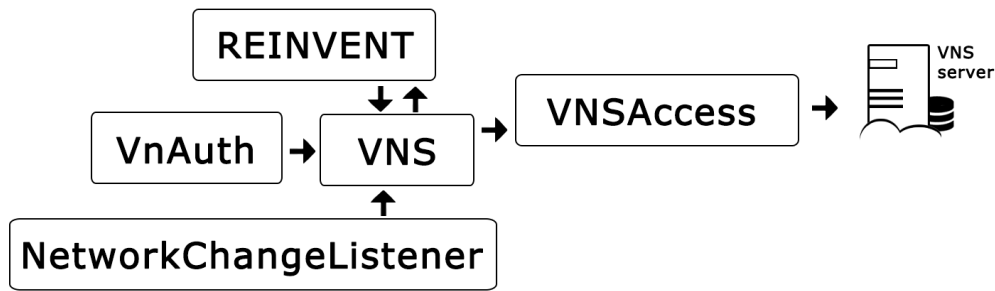 REINVENT
VnAuth
VNS
VNSAccess
VNS
server
NetworkChangeListener